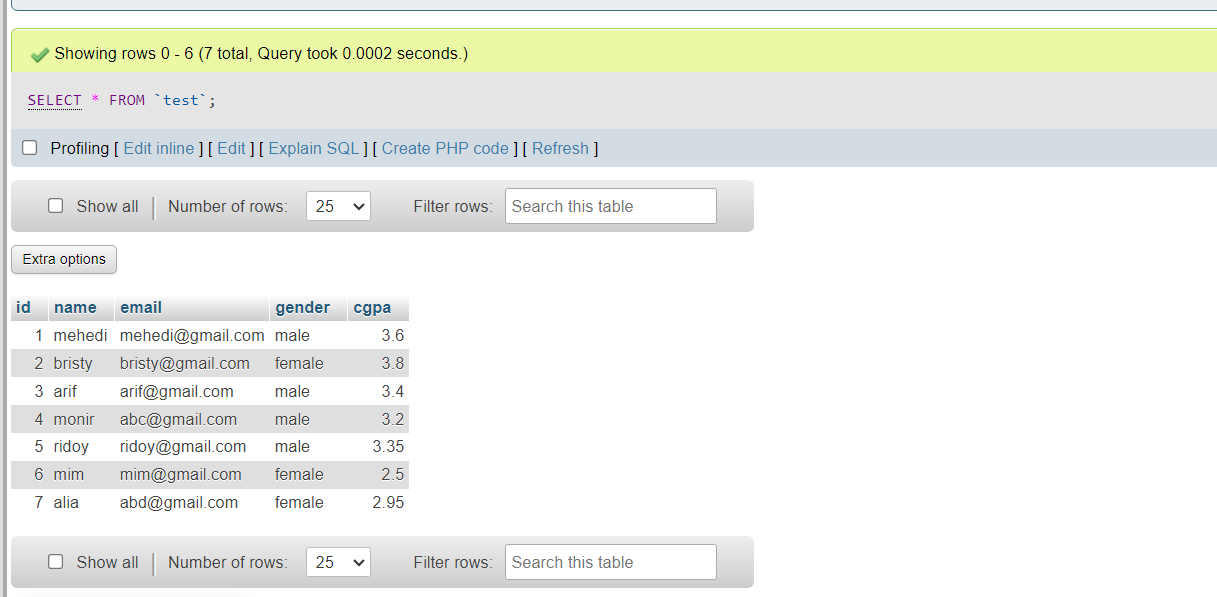 Showing rows 0 - 6 (7 total, Query took 0.0002 seconds.)
SELECT * FROM `test`;
Profiling [ Edit inline ] [ Edit ] [ Explain SQL ] [ Create PHP code ] [ Refresh ]
Show all Number of rows: 25 Filter rows: Search this table
Extra options
id name email gender cgpa
1 mehedi mehedi@gmail.com male 3.6
2 bristy bristy@gmail.com female 3.8
3 arif arif@gmail.com male 3.4
4 monir abc@gmail.com male 3.2
5 ridoy ridoy@gmail.com male 3.35
6 mim mim@gmail.com female 2.5
7 alia abd@gmail.com female 2.95
Show all Number of rows: 25 Filter rows: Search this table